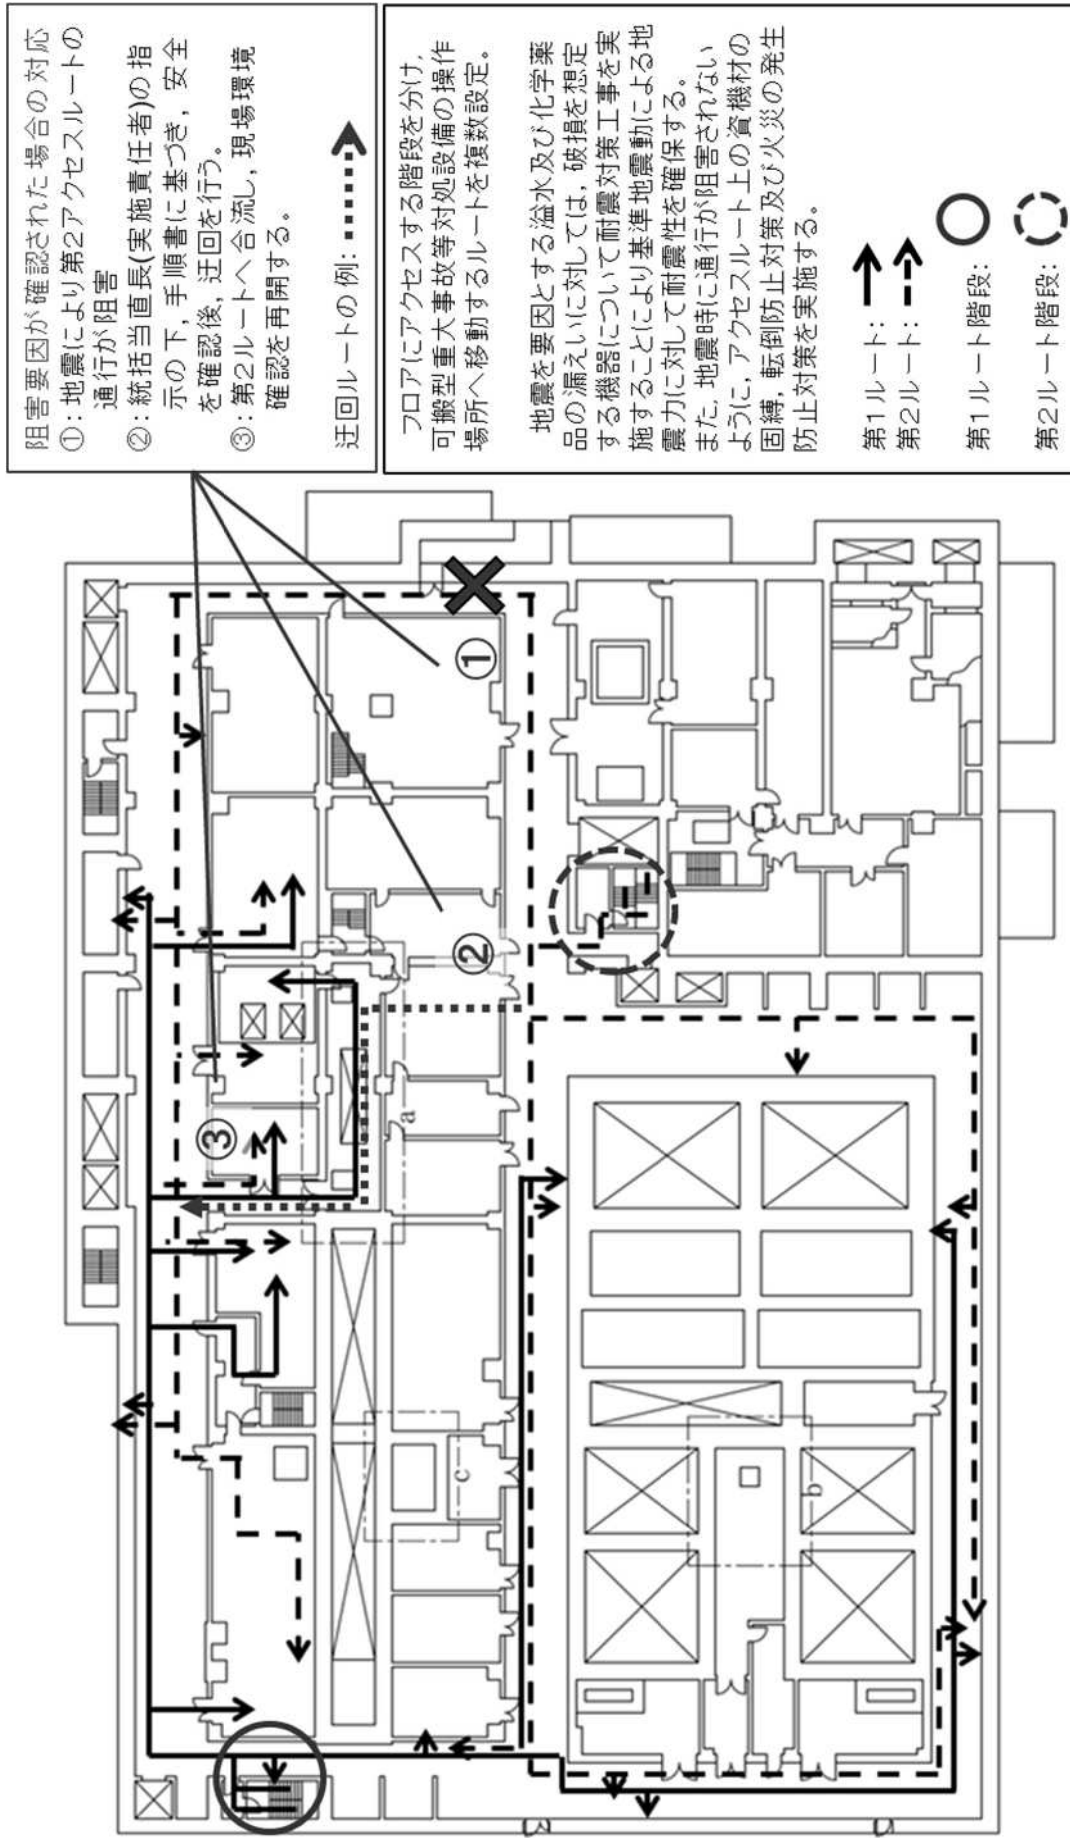 阻害要因が確認された場合の対応
①:地震により第2アクセスルートの
通行が阻害
②:統括当直長(実施責任者)の指
示の下,手順書に基づき,安全
を確認後,迂回を行う。
③:第2ルートへ合流し,現場環境
確認を再開する。
迂回ルートの例:
フロアにアクセスする階段を分け,
可搬型重大事故等対処設備の操作
場所へ移動するルートを複数設定。
地震を要因とする溢水及び化学薬
品の漏えいに対しては,破損を想定
する機器について耐震対策工事を実
施することにより基準地震動による地
震力に対して耐震性を確保する。
また,地震時に通行が阻害されない
ように,アクセスルート上の資機材の
固縛,転倒防止対策及び火災の発生
防止対策を実施する。
第1ルート:
第2ルート:
第1ルート階段:
第2ルート階段:
①
②
③
a
c
b